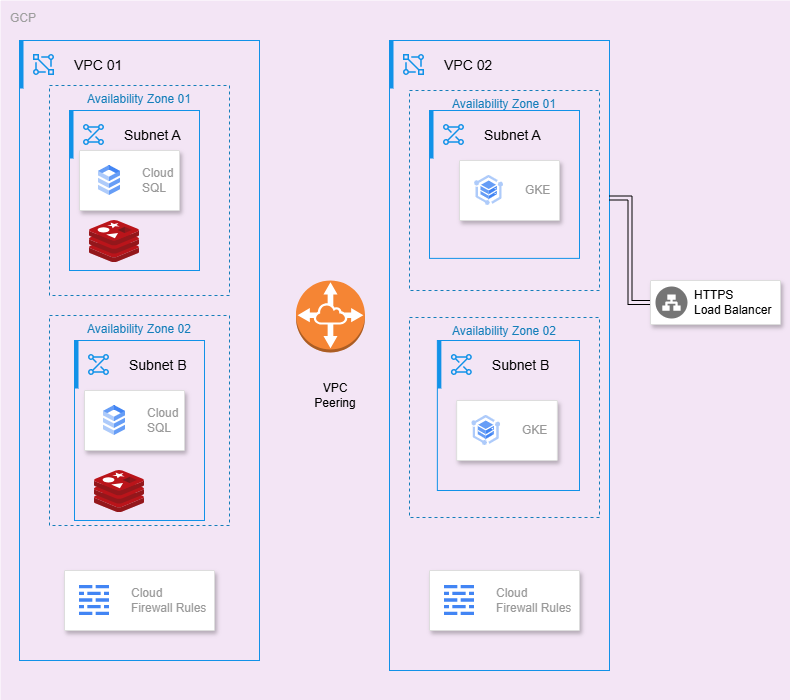 GCP
VPC 01
Availability Zone 01
Subnet A
Cloud
SQL
Availability Zone 02
Subnet B
Cloud
SQL
Cloud
Firewall Rules
VPC
Peering
VPC 02
Availability Zone 01
Subnet A
GKE
Availability Zone 02
Subnet B
GKE
Cloud
Firewall Rules
HTTPS
Load Balancer